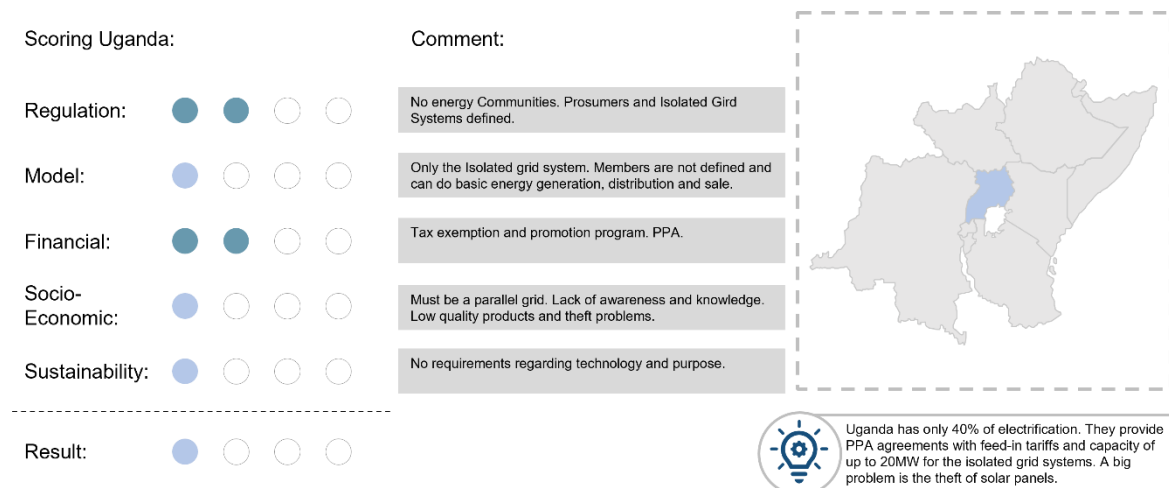 Scoring Uganda:
Comment:
Regulation:
No energy Communities. Prosumers and Isolated Gird
Systems defined.
Model:
Only the Isolated grid system. Members are not defined and
can do basic energy generation, distribution and sale.
Financial:
Tax exemption and promotion program. PPA.
Socio-
Economic:
Must be a parallel grid. Lack of awareness and knowledge.
Low quality products and theft problems.
Sustainability:
No requirements regarding technology and purpose.
Result:
Uganda has only 40% of electrification. They provide
PPA agreements with feed-in tariffs and capacity of
up to 20MW for the isolated grid systems. A big
problem is the theft of solar panels.